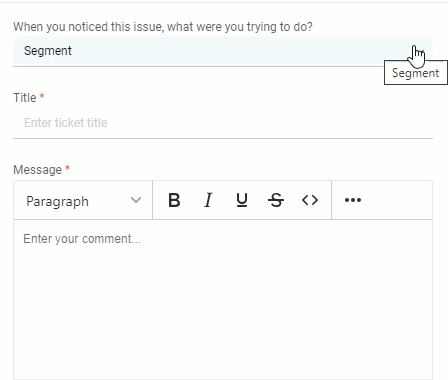 When you noticed this issue, what were you trying to do?
Segment
Segment
Title *
Enter ticket title
Message *
Paragraph B I U S <> •••
Enter your comment...